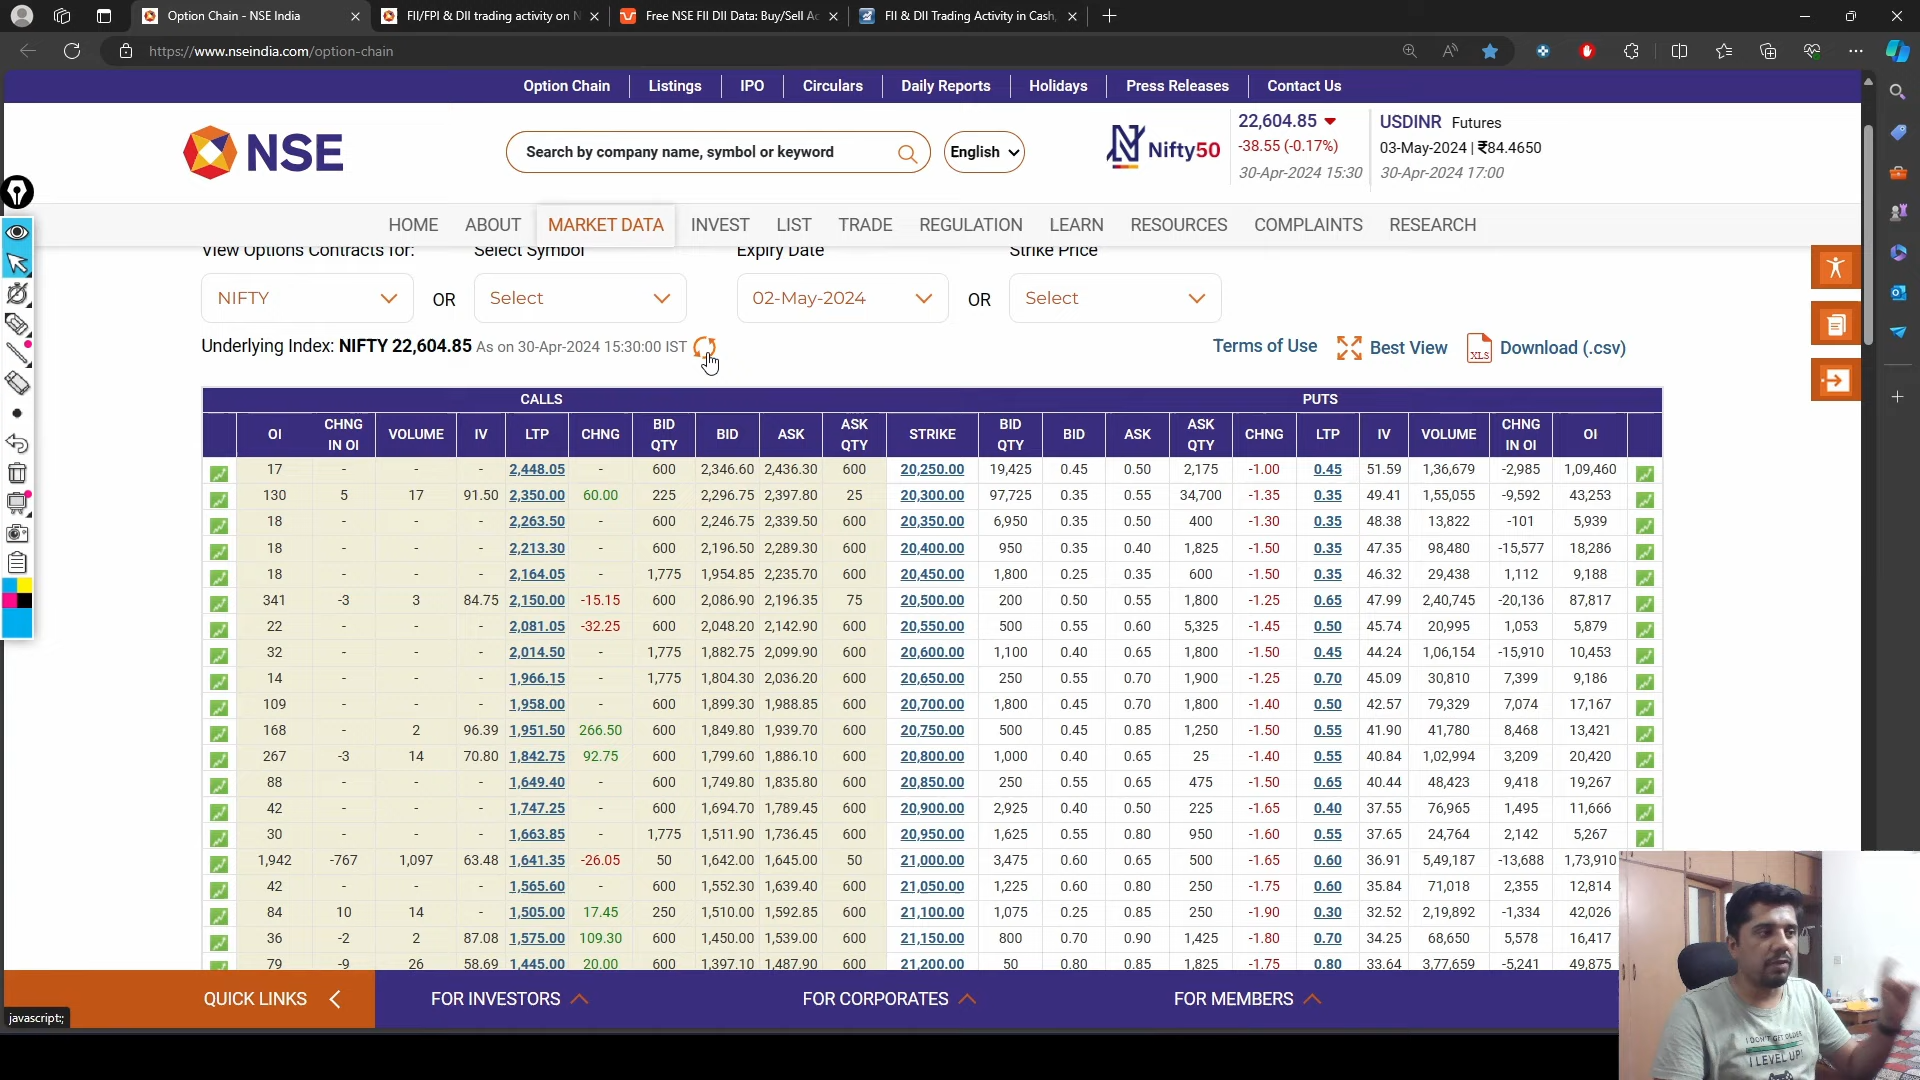 Option Chain - NSE India
FII/FPI & DII trading activity on N
Free NSE FII DII Data: Buy/Sell Ac
FII & DII Trading Activity in Cash,
https://www.nseindia.com/option-chain
Option Chain Listings IPO Circulars Daily Reports Holidays Press Releases Contact Us
NSE
Search by company name, symbol or keyword
English
Nifty50
22,604.85
-38.55 (-0.17%)
30-Apr-2024 15:30
USDINR Futures
03-May-2024 | ₹84.4650
30-Apr-2024 17:00
HOME ABOUT MARKET DATA INVEST LIST TRADE REGULATION LEARN RESOURCES COMPLAINTS RESEARCH
View Options Contracts for: Select Symbol Expiry Date Strike Price
NIFTY OR Select 02-May-2024 OR Select
Underlying Index: NIFTY 22,604.85 As on 30-Apr-2024 15:30:00 IST
Terms of Use Best View XLS Download (.csv)
CALLS PUTS
OI CHNG IN OI VOLUME IV LTP CHNG BID QTY BID ASK ASK QTY STRIKE BID QTY BID ASK ASK QTY CHNG LTP IV VOLUME CHNG IN OI OI
17 - - - 2,448.05 - 600 2,346.60 2,436.30 600 20,250.00 19,425 0.45 0.50 2,175 -1.00 0.45 51.59 1,36,679 -2,985 1,09,460
130 5 17 91.50 2,350.00 60.00 225 2,296.75 2,397.80 25 20,300.00 97,725 0.35 0.55 34,700 -1.35 0.35 49.41 1,55,055 -9,592 43,253
18 - - - 2,263.50 - 600 2,246.75 2,339.50 600 20,350.00 6,950 0.35 0.50 400 -1.30 0.35 48.38 13,822 -101 5,939
18 - - - 2,213.30 - 600 2,196.50 2,289.30 600 20,400.00 950 0.35 0.40 1,825 -1.50 0.35 47.35 98,480 -15,577 18,286
18 - - - 2,164.05 - 1,775 1,954.85 2,235.70 600 20,450.00 1,800 0.25 0.35 600 -1.50 0.35 46.32 29,438 1,112 9,188
341 -3 3 84.75 2,150.00 -15.15 600 2,086.90 2,196.35 75 20,500.00 200 0.50 0.55 1,800 -1.25 0.65 47.99 2,40,745 -20,136 87,817
22 - - - 2,081.05 -32.25 600 2,048.20 2,142.90 600 20,550.00 500 0.55 0.60 5,325 -1.45 0.50 45.74 20,995 1,053 5,879
32 - - - 2,014.50 - 1,775 1,882.75 2,099.90 600 20,600.00 1,100 0.40 0.65 1,800 -1.50 0.45 44.24 1,06,154 -15,910 10,453
14 - - - 1,966.15 - 1,775 1,804.30 2,036.20 600 20,650.00 250 0.55 0.70 1,900 -1.25 0.70 45.09 30,810 7,399 9,186
109 - - - 1,958.00 - 600 1,899.30 1,988.85 600 20,700.00 1,800 0.45 0.70 1,800 -1.40 0.50 42.57 79,329 7,074 17,167
168 - 2 96.39 1,951.50 266.50 600 1,849.80 1,939.70 600 20,750.00 500 0.45 0.85 1,250 -1.50 0.55 41.90 41,780 8,468 13,421
267 -3 14 70.80 1,842.75 92.75 600 1,799.60 1,886.10 600 20,800.00 1,000 0.40 0.65 25 -1.40 0.55 40.84 1,02,994 3,209 20,420
88 - - - 1,649.40 - 600 1,749.80 1,835.80 600 20,850.00 250 0.55 0.65 475 -1.50 0.65 40.44 48,423 9,418 19,267
42 - - - 1,747.25 - 600 1,694.70 1,789.45 600 20,900.00 2,925 0.40 0.50 225 -1.65 0.40 37.55 76,965 1,495 11,666
30 - - - 1,663.85 - 1,775 1,511.90 1,736.45 600 20,950.00 1,625 0.55 0.80 950 -1.60 0.55 37.65 24,764 2,142 5,267
1,942 -767 1,097 63.48 1,641.35 -26.05 50 1,642.00 1,645.00 50 21,000.00 3,475 0.60 0.65 500 -1.65 0.60 36.91 5,49,187 -13,688 1,73,910
42 - - - 1,565.60 - 600 1,552.30 1,639.40 600 21,050.00 1,225 0.60 0.80 250 -1.75 0.60 35.84 71,018 2,355 12,814
84 10 14 - 1,505.00 17.45 250 1,510.00 1,592.85 600 21,100.00 1,075 0.25 0.85 250 -1.90 0.30 32.52 2,19,892 -1,334 42,026
36 -2 2 87.08 1,575.00 109.30 600 1,450.00 1,539.00 600 21,150.00 800 0.70 0.90 1,425 -1.80 0.70 34.25 68,650 5,578 16,417
79 -9 26 58.69 1,445.00 20.00 600 1,397.10 1,487.90 600 21,200.00 50 0.80 0.85 1,825 -1.75 0.80 33.64 3,77,659 -5,241 49,875
QUICK LINKS FOR INVESTORS FOR CORPORATES FOR MEMBERS
javascript:;
I DON'T GET OLDER
I LEVEL UP!